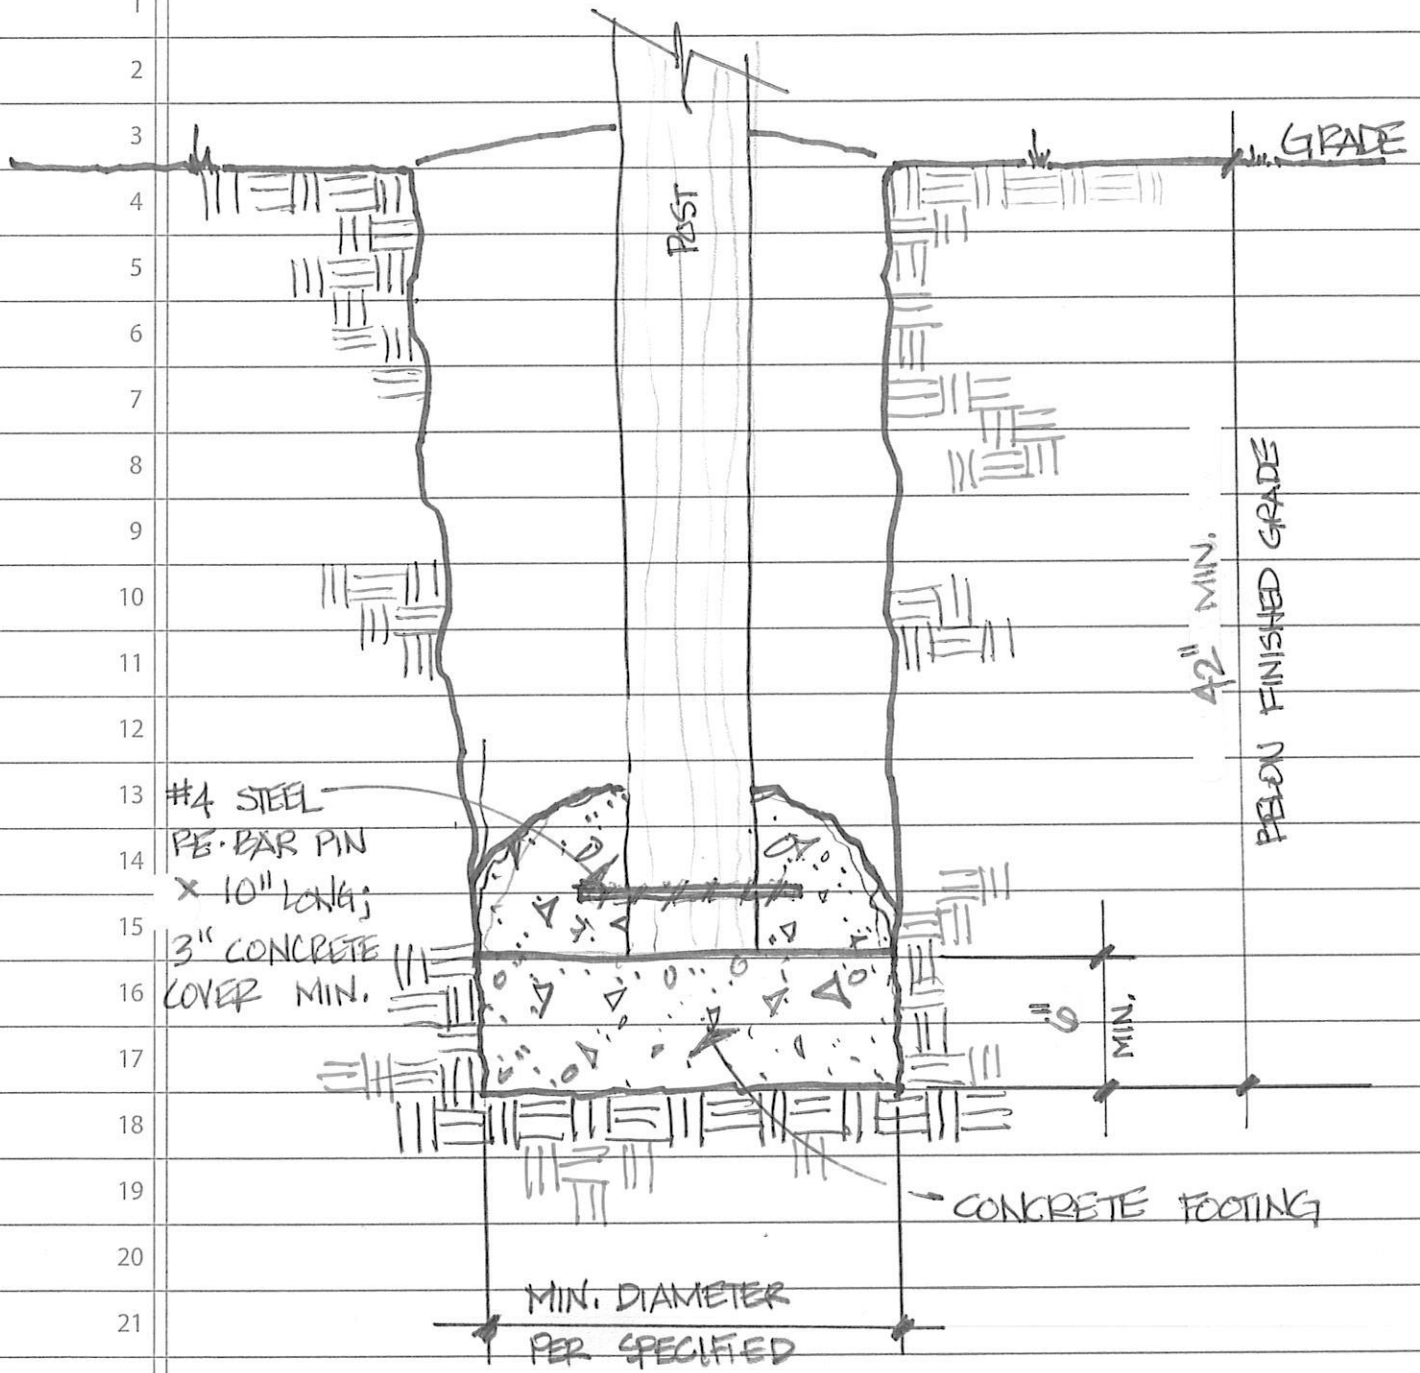 1
2
3
GRADE
4
POST
5
6
7
8
9
10
11
12
42" MIN.
BELOW FINISHED GRADE
13
#4 STEEL
RE-BAR PIN
14
x 10" LONG;
15
3" CONCRETE
16
COVER MIN.
6"
MIN.
17
18
19
CONCRETE FOOTING
20
MIN. DIAMETER
21
PER SPECIFIED